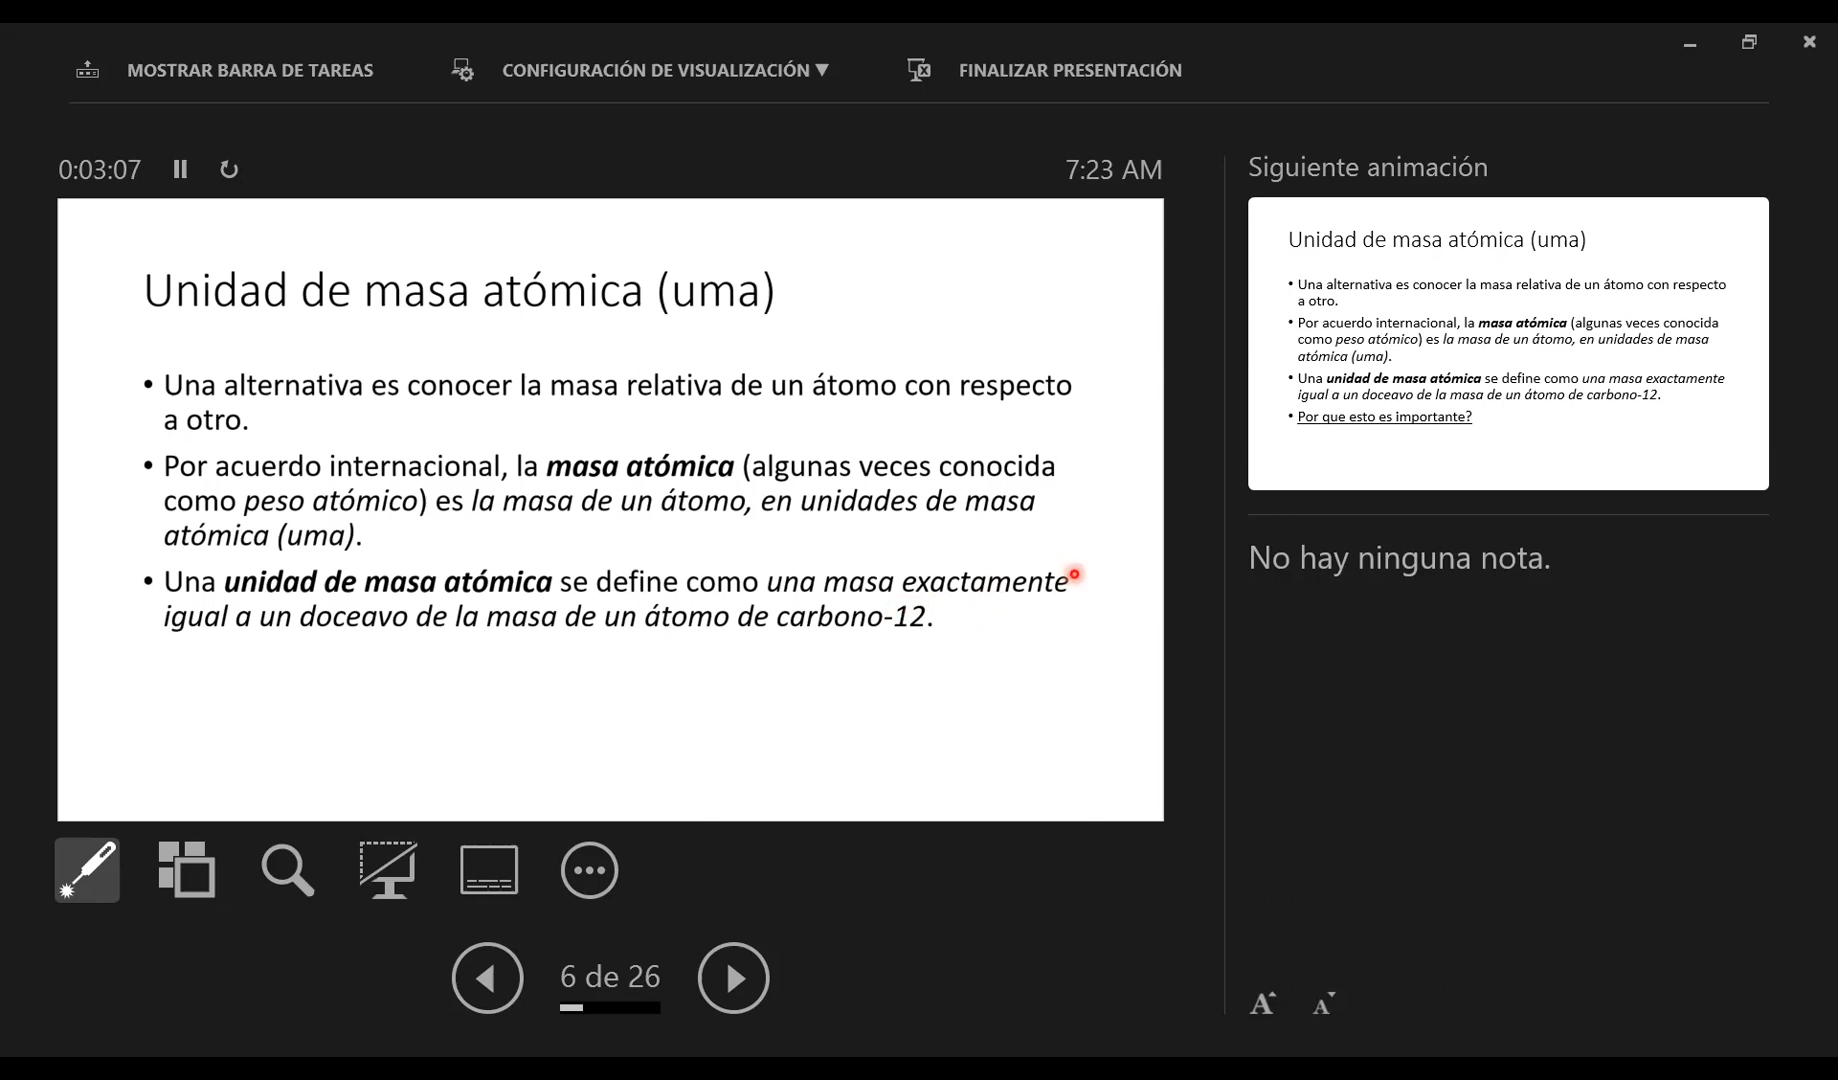 MOSTRAR BARRA DE TAREAS
CONFIGURACIÓN DE VISUALIZACIÓN ▼
FINALIZAR PRESENTACIÓN
0:03:07
7:23 AM
Unidad de masa atómica (uma)
• Una alternativa es conocer la masa relativa de un átomo con respecto
a otro.
• Por acuerdo internacional, la masa atómica (algunas veces conocida
como peso atómico) es la masa de un átomo, en unidades de masa
atómica (uma).
• Una unidad de masa atómica se define como una masa exactamente
igual a un doceavo de la masa de un átomo de carbono-12.
6 de 26
Siguiente animación
Unidad de masa atómica (uma)
• Una alternativa es conocer la masa relativa de un átomo con respecto
a otro.
• Por acuerdo internacional, la masa atómica (algunas veces conocida
como peso atómico) es la masa de un átomo, en unidades de masa
atómica (uma).
• Una unidad de masa atómica se define como una masa exactamente
igual a un doceavo de la masa de un átomo de carbono-12.
• Por que esto es importante?
No hay ninguna nota.
A A